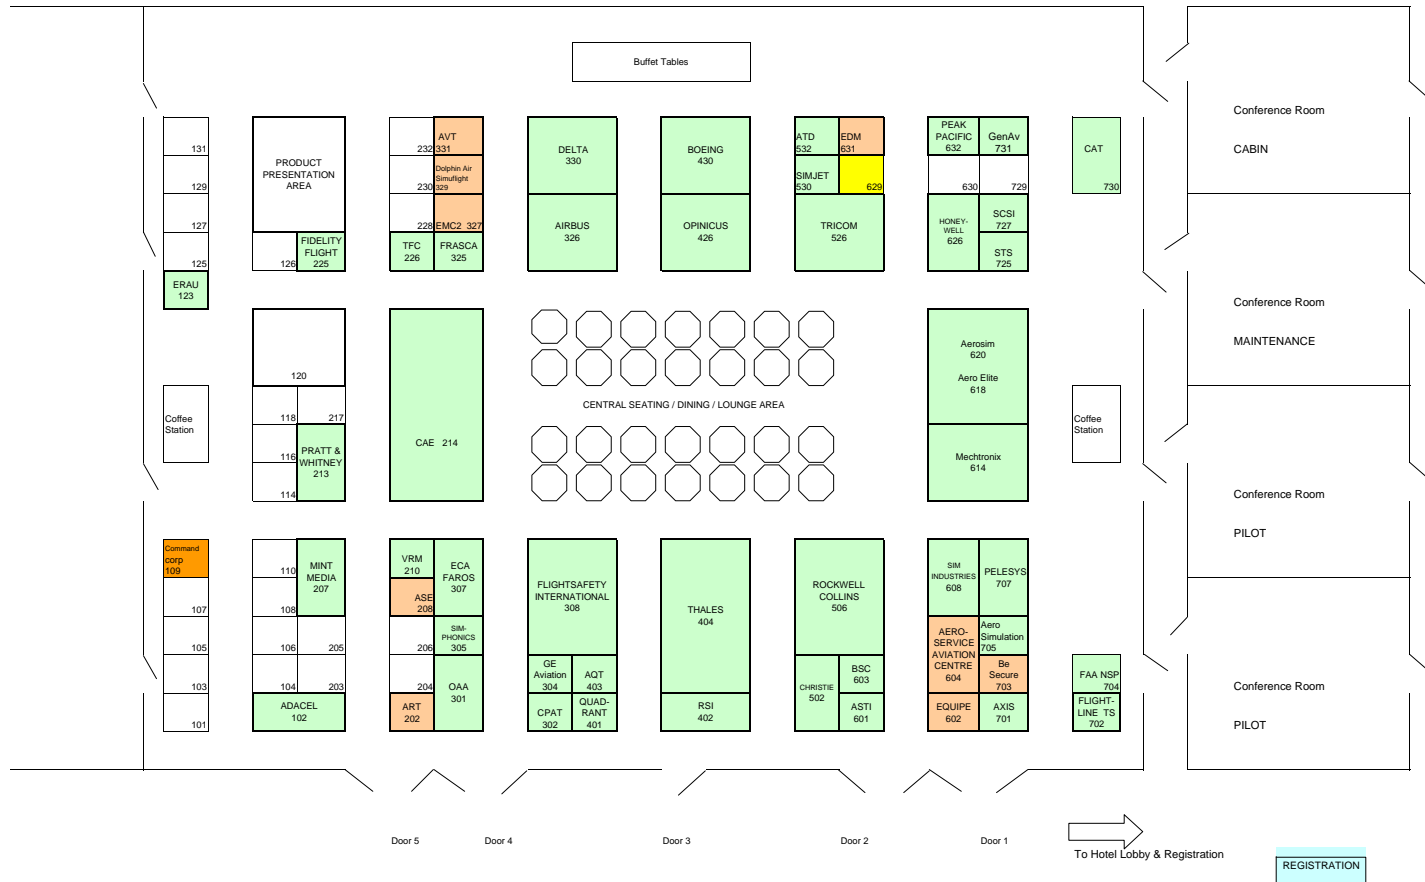 Buffet Tables
131
129
127
125
ERAU
123
PRODUCT
PRESENTATION
AREA
126
FIDELITY
FLIGHT
225
232
AVT
331
230
Dolphin Air
Simuflight
329
228
EMC2 327
TFC
226
FRASCA
325
DELTA
330
AIRBUS
326
BOEING
430
OPINICUS
426
ATD
532
EDM
631
SIMJET
530
629
TRICOM
526
PEAK
PACIFIC
632
GenAv
731
630
729
HONEY-
WELL
626
SCSI
727
STS
725
CAT
730
Conference Room
CABIN
Conference Room
MAINTENANCE
Coffee
Station
120
118
217
116
PRATT &
WHITNEY
213
114
CAE 214
CENTRAL SEATING / DINING / LOUNGE AREA
Aerosim
620
Aero Elite
618
Mechtronix
614
Coffee
Station
Conference Room
PILOT
Command
corp
109
107
105
103
101
110
MINT
MEDIA
207
108
106
205
104
203
ADACEL
102
VRM
210
ECA
FAROS
307
ASE
208
206
SIM-
PHONICS
305
204
OAA
301
ART
202
FLIGHTSAFETY
INTERNATIONAL
308
GE
Aviation
304
AQT
403
CPAT
302
QUAD-
RANT
401
THALES
404
RSI
402
ROCKWELL
COLLINS
506
CHRISTIE
502
BSC
603
ASTI
601
SIM
INDUSTRIES
608
PELESYS
707
AERO-
SERVICE
AVIATION
CENTRE
604
Aero
Simulation
705
Be
Secure
703
EQUIPE
602
AXIS
701
FAA NSP
704
FLIGHT-
LINE TS
702
Conference Room
PILOT
Door 5
Door 4
Door 3
Door 2
Door 1
To Hotel Lobby & Registration
REGISTRATION